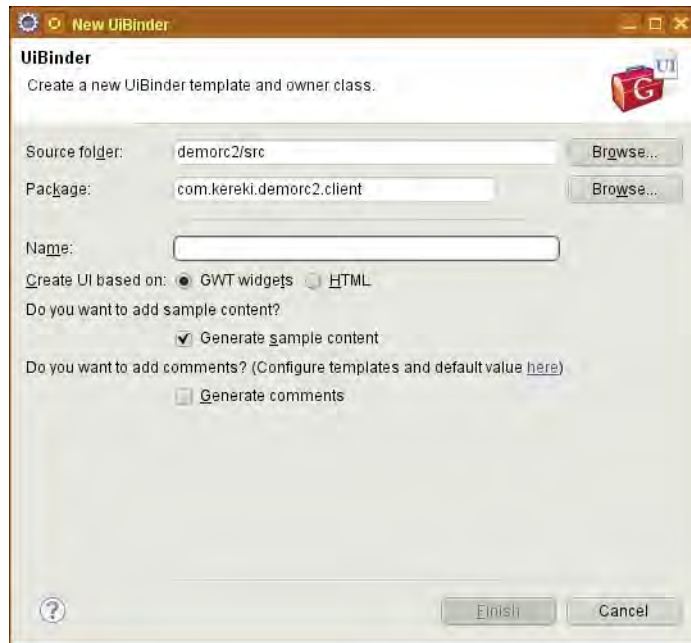 New UiBinder
UiBinder
Create a new UiBinder template and owner class.
UI
G
Source folder: demorc2/src Browse...
Package: com.kereki.demorc2.client Browse...
Name:
Create UI based on: GWT widgets HTML
Do you want to add sample content?
Generate sample content
Do you want to add comments? (Configure templates and default value here)
Generate comments
? Finish Cancel